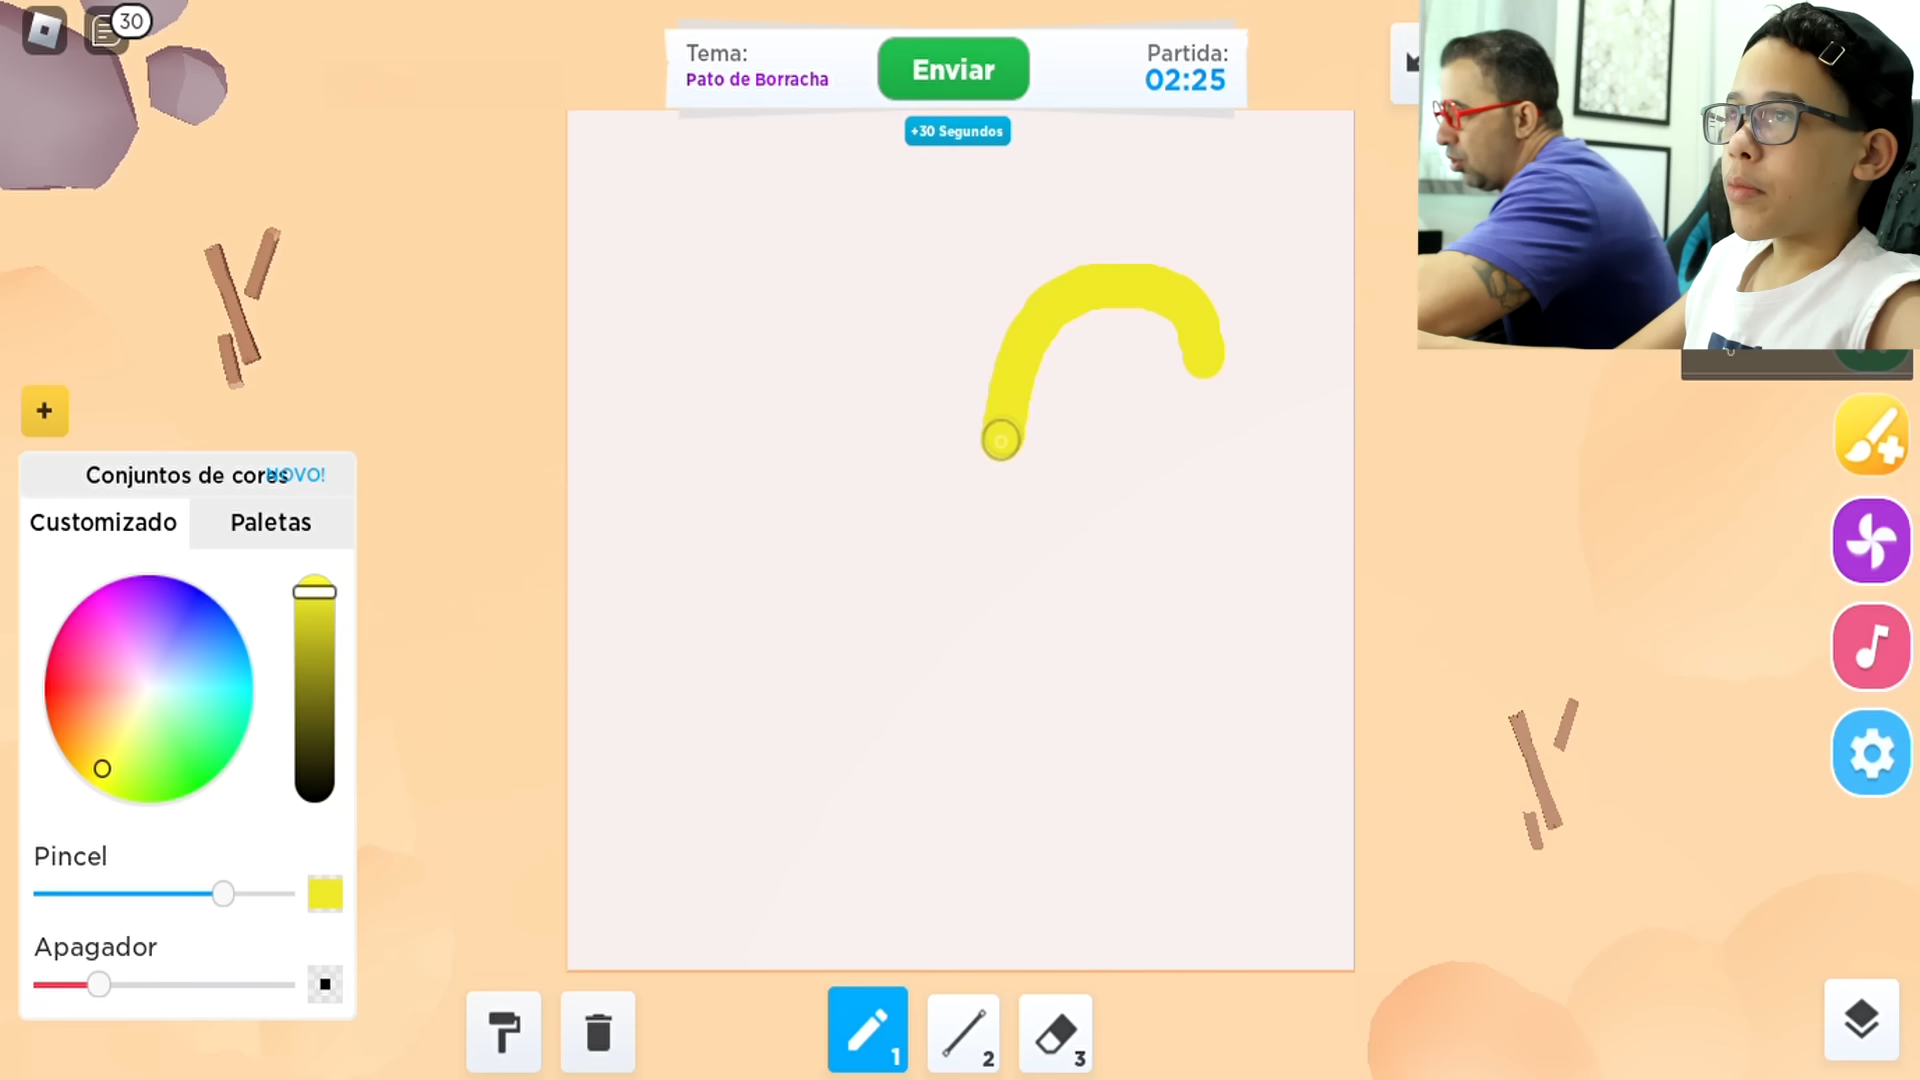 30
Tema:
Pato de Borracha
Enviar
Partida:
02:25
+30 Segundos
+
Conjuntos de cores
NOVO!
Customizado
Paletas
Pincel
Apagador
1
2
3